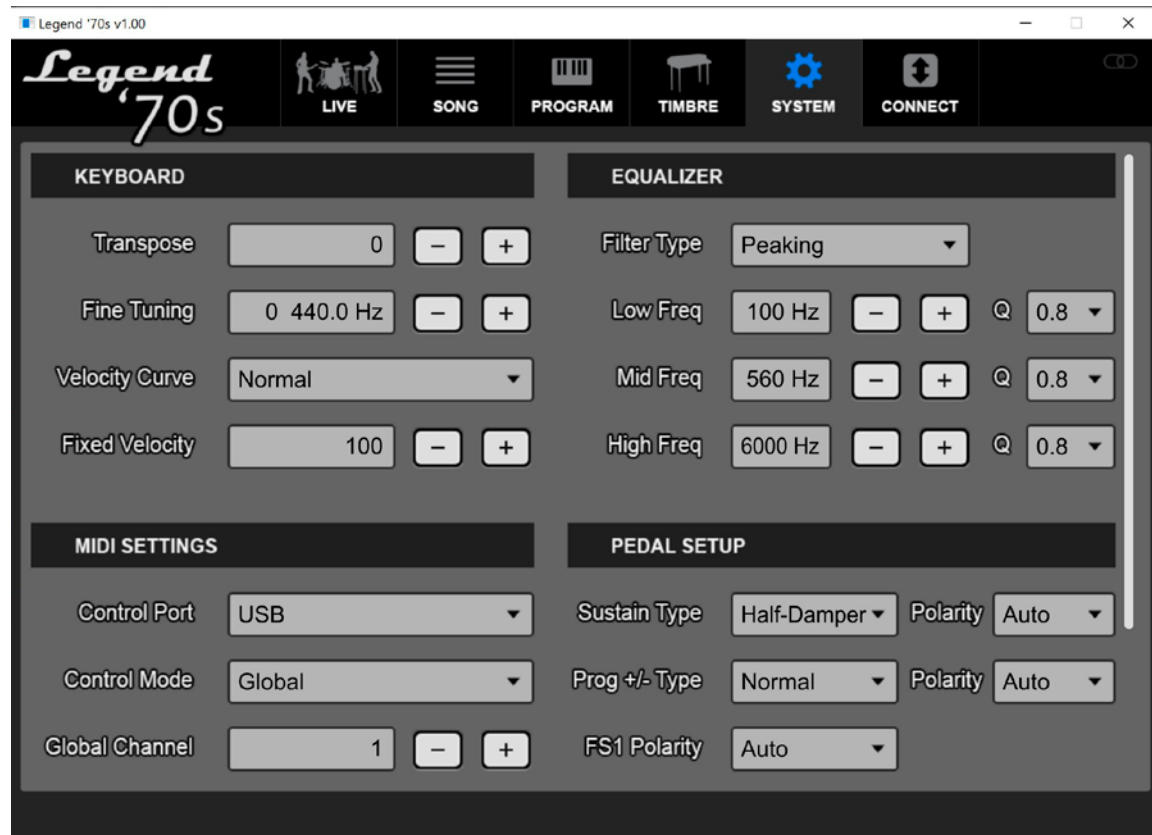 Legend '70s v1.00
Legend
'70s
LIVE
SONG
PROGRAM
TIMBRE
SYSTEM
CONNECT
KEYBOARD
Transpose 0 - +
Fine Tuning 0 440.0 Hz - +
Velocity Curve Normal
Fixed Velocity 100 - +
EQUALIZER
Filter Type Peaking
Low Freq 100 Hz - + Q 0.8
Mid Freq 560 Hz - + Q 0.8
High Freq 6000 Hz - + Q 0.8
MIDI SETTINGS
Control Port USB
Control Mode Global
Global Channel 1 - +
PEDAL SETUP
Sustain Type Half-Damper Polarity Auto
Prog +/- Type Normal Polarity Auto
FS1 Polarity Auto